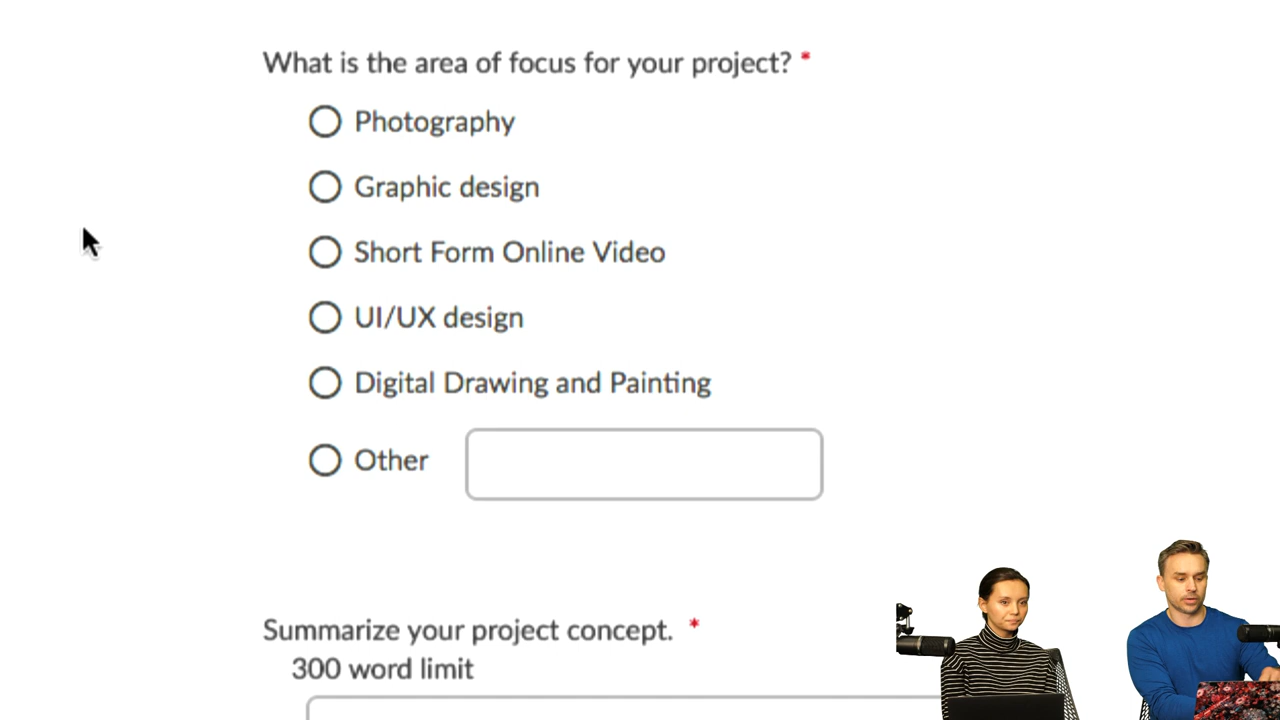 What is the area of focus for your project? *
Photography
Graphic design
Short Form Online Video
UI/UX design
Digital Drawing and Painting
Other
Summarize your project concept. *
300 word limit